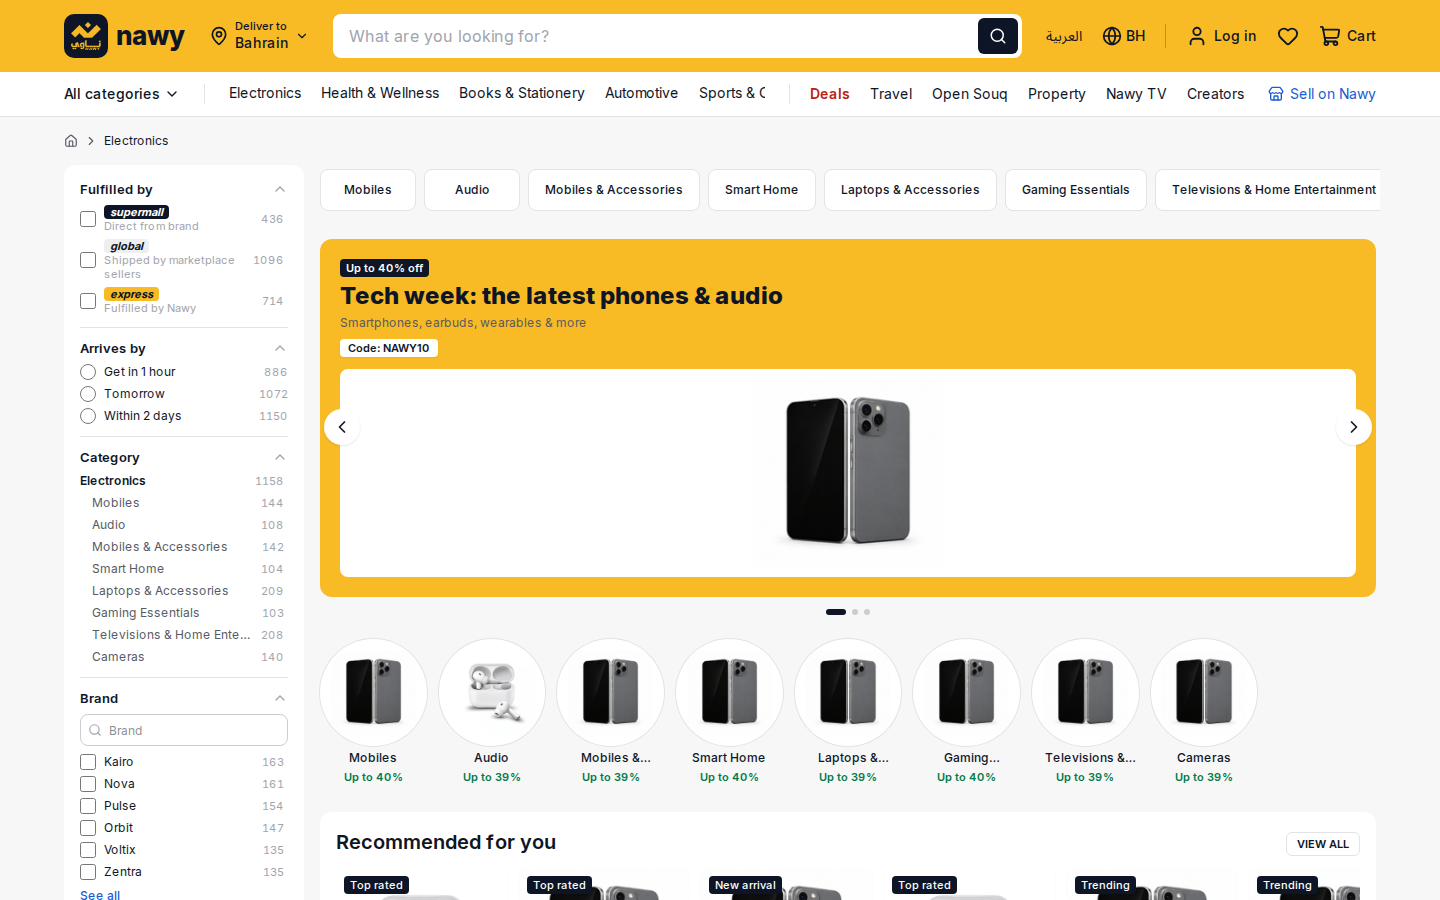 نـاوي
NAWY
nawy
Deliver to
Bahrain
What are you looking for?
العربية
BH
Log in
Cart
All categories
Electronics
Health & Wellness
Books & Stationery
Automotive
Sports & C
Deals
Travel
Open Souq
Property
Nawy TV
Creators
Sell on Nawy
Electronics
Fulfilled by
supermall
Direct from brand
436
global
Shipped by marketplace
sellers
1096
express
Fulfilled by Nawy
714
Arrives by
Get in 1 hour 886
Tomorrow 1072
Within 2 days 1150
Category
Electronics 1158
Mobiles 144
Audio 108
Mobiles & Accessories 142
Smart Home 104
Laptops & Accessories 209
Gaming Essentials 103
Televisions & Home Ente... 208
Cameras 140
Brand
Brand
Kairo 163
Nova 161
Pulse 154
Orbit 147
Voltix 135
Zentra 135
See all
Mobiles
Audio
Mobiles & Accessories
Smart Home
Laptops & Accessories
Gaming Essentials
Televisions & Home Entertainment
Up to 40% off
Tech week: the latest phones & audio
Smartphones, earbuds, wearables & more
Code: NAWY10
Mobiles
Up to 40%
Audio
Up to 39%
Mobiles &...
Up to 39%
Smart Home
Up to 40%
Laptops &...
Up to 39%
Gaming...
Up to 40%
Televisions &...
Up to 39%
Cameras
Up to 39%
Recommended for you
VIEW ALL
Top rated
Top rated
New arrival
Top rated
Trending
Trending